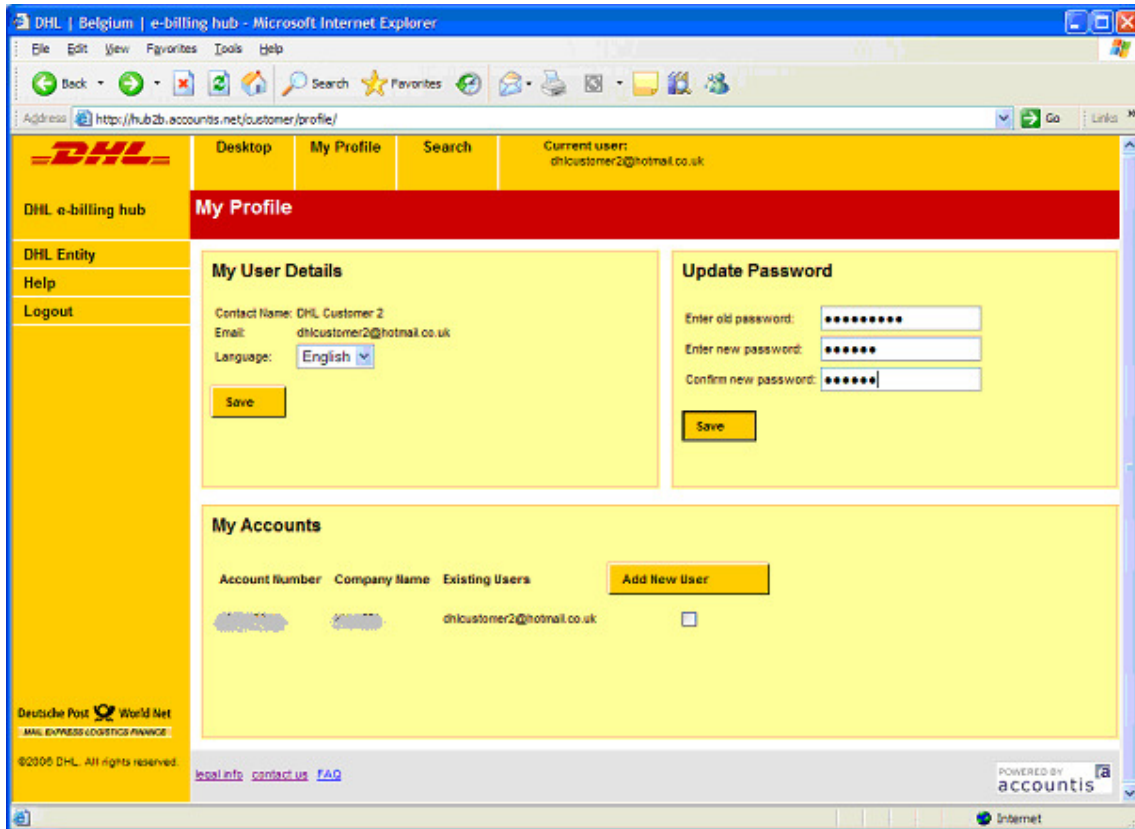 DHL | Belgium | e-billing hub - Microsoft Internet Explorer
File Edit View Favorites Tools Help
Back Search Favorites
Address http://hub2b.accountis.net/customer/profile/ Go Links
DHL
Desktop My Profile Search Current user:
dhlcustomer2@hotmail.co.uk
DHL e-billing hub
My Profile
DHL Entity
Help
Logout
My User Details
Contact Name: DHL Customer 2
Email: dhlcustomer2@hotmail.co.uk
Language: English
Save
Update Password
Enter old password: •••••••••
Enter new password: ••••••
Confirm new password: ••••••
Save
My Accounts
Account Number Company Name Existing Users Add New User
dhlcustomer2@hotmail.co.uk
Deutsche Post World Net
MAIL EXPRESS LOGISTICS FINANCE
©2006 DHL. All rights reserved.
legal info contact us FAQ
POWERED BY
accountis a
Internet